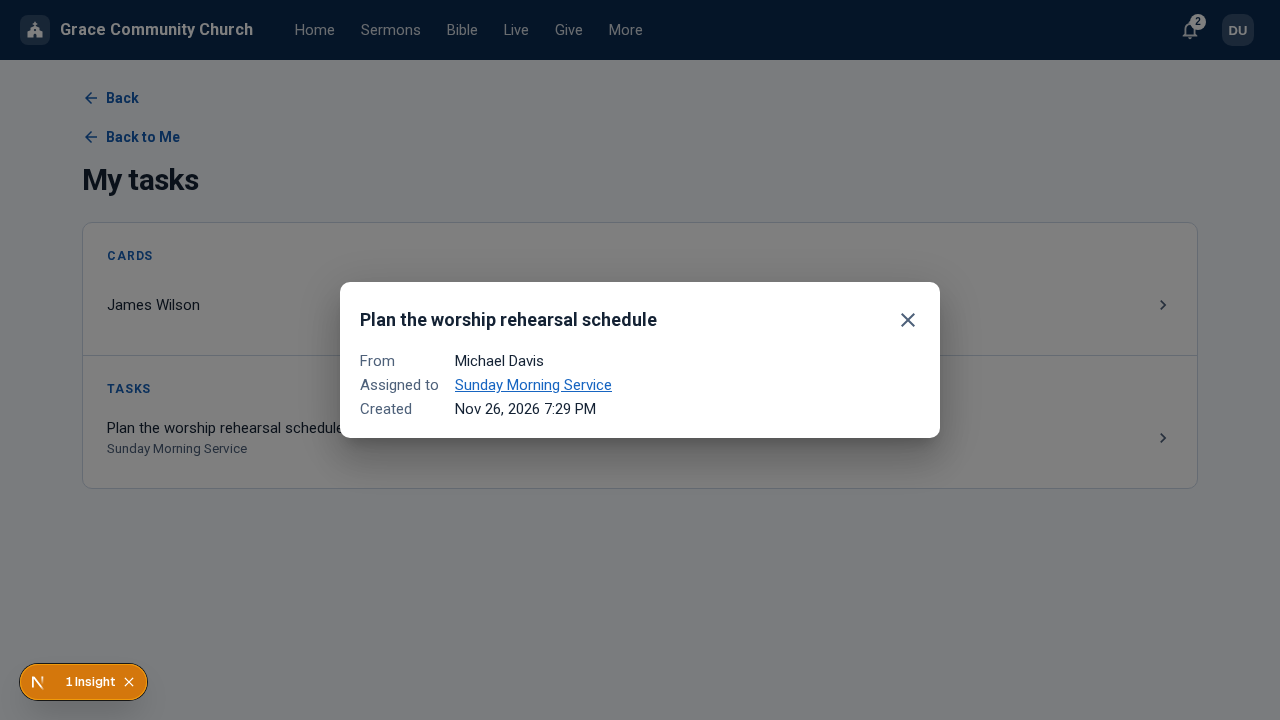 Grace Community Church Home Sermons Bible Live Give More 2 DU
Back
Back to Me
My tasks
CARDS
James Wilson
Plan the worship rehearsal schedule
From Michael Davis
Assigned to Sunday Morning Service
Created Nov 26, 2026 7:29 PM
TASKS
Plan the worship rehearsal schedule
Sunday Morning Service
1 Insight